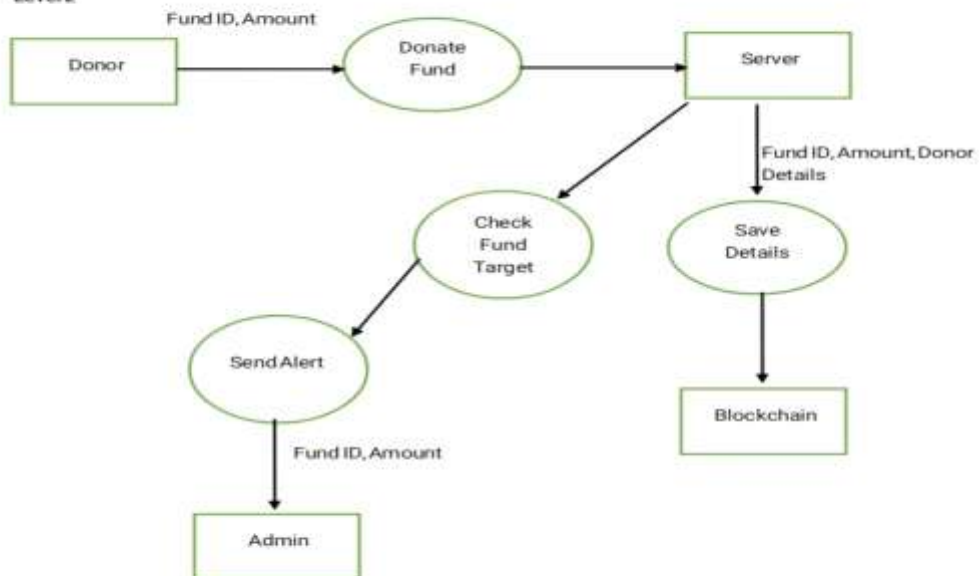 Fund ID, Amount
Donor
Donate
Fund
Server
Fund ID, Amount, Donor
Details
Check
Fund
Target
Save
Details
Send Alert
Blockchain
Fund ID, Amount
Admin